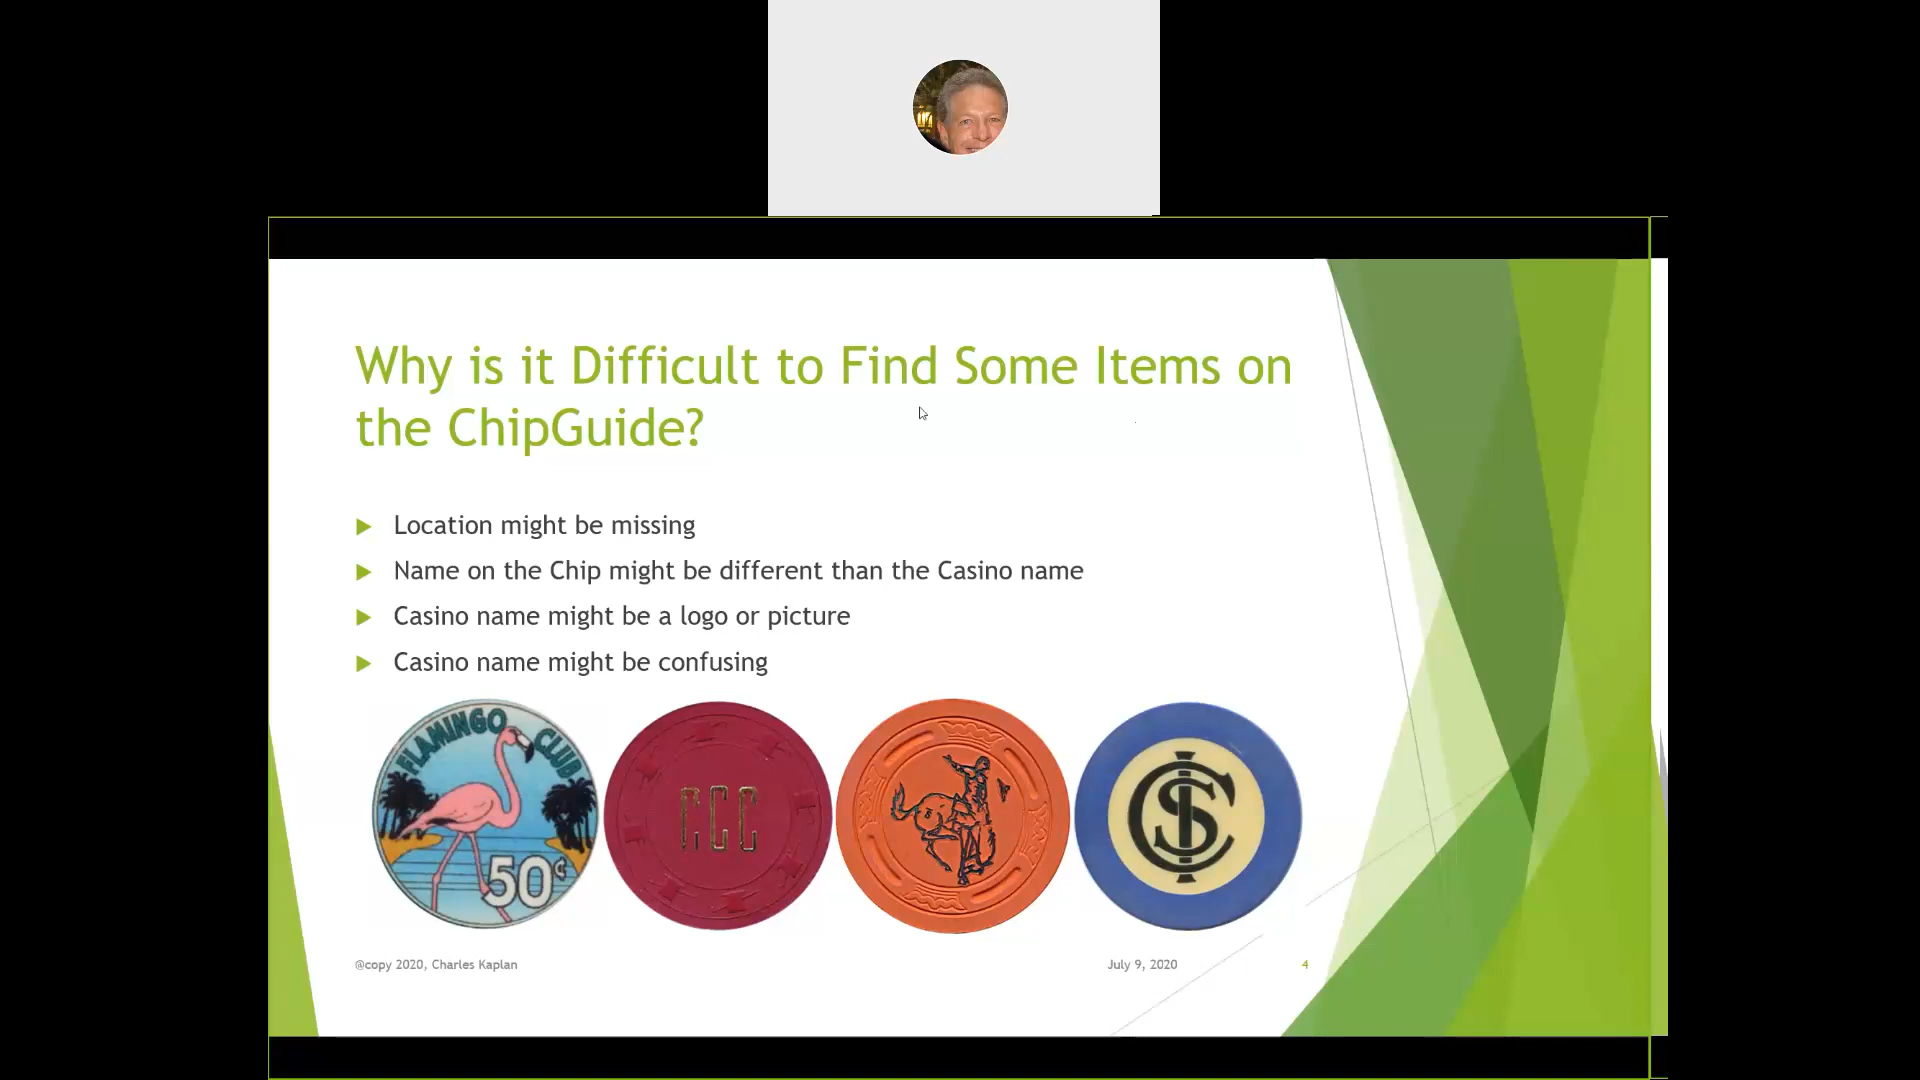 Why is it Difficult to Find Some Items on
the ChipGuide?
Location might be missing
Name on the Chip might be different than the Casino name
Casino name might be a logo or picture
Casino name might be confusing
FLAMINGO CLUB
50¢
CCC
@copy 2020, Charles Kaplan
July 9, 2020
4